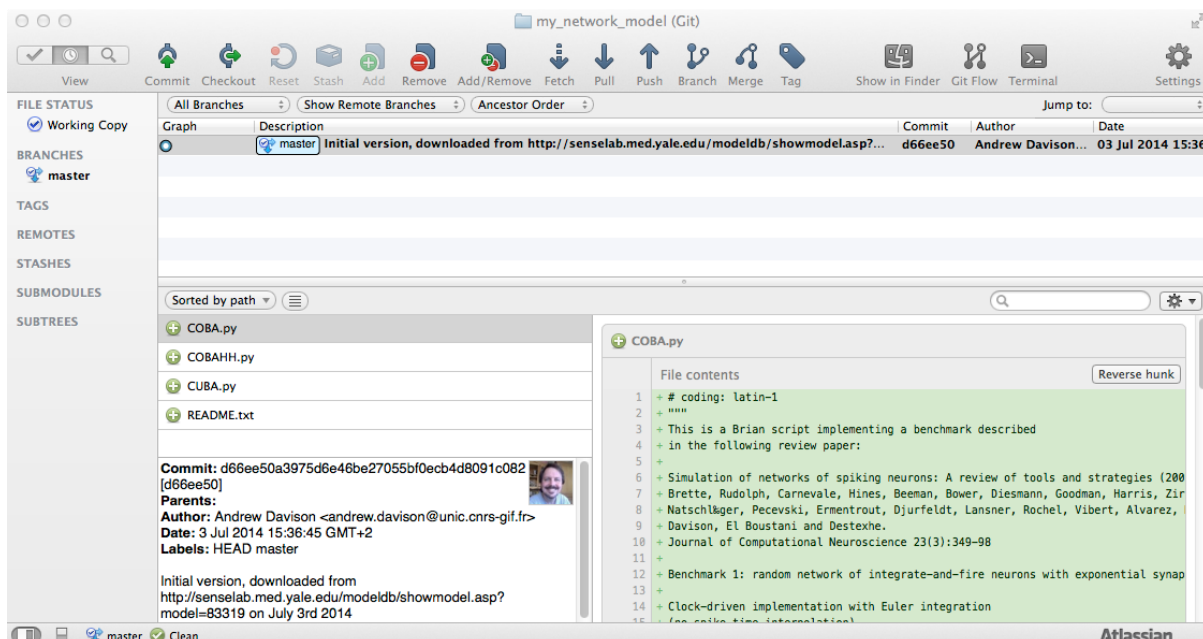 my_network_model (Git)
View Commit Checkout Reset Stash Add Remove Add/Remove Fetch Pull Push Branch Merge Tag Show in Finder Git Flow Terminal Settings
FILE STATUS
Working Copy
BRANCHES
master
TAGS
REMOTES
STASHES
SUBMODULES
SUBTREES
All Branches Show Remote Branches Ancestor Order Jump to:
Graph Description Commit Author Date
master Initial version, downloaded from http://senselab.med.yale.edu/modeldb/showmodel.asp?... d66ee50 Andrew Davison... 03 Jul 2014 15:36
Sorted by path
COBA.py
COBAHH.py
CUBA.py
README.txt
Commit: d66ee50a3975d6e46be27055bf0ecb4d8091c082
[d66ee50]
Parents:
Author: Andrew Davison <andrew.davison@unic.cnrs-gif.fr>
Date: 3 Jul 2014 15:36:45 GMT+2
Labels: HEAD master
Initial version, downloaded from
http://senselab.med.yale.edu/modeldb/showmodel.asp?
model=83319 on July 3rd 2014
COBA.py
File contents Reverse hunk
1 + # coding: latin-1
2 + """
3 + This is a Brian script implementing a benchmark described
4 + in the following review paper:
5 +
6 + Simulation of networks of spiking neurons: A review of tools and strategies (200
7 + Brette, Rudolph, Carnevale, Hines, Beeman, Bower, Diesmann, Goodman, Harris, Zir
8 + Natschl&ger, Pecevski, Ermentrout, Djurfeldt, Lansner, Rochel, Vibert, Alvarez,
9 + Davison, El Boustani and Destexhe.
10 + Journal of Computational Neuroscience 23(3):349-98
11 +
12 + Benchmark 1: random network of integrate-and-fire neurons with exponential synap
13 +
14 + Clock-driven implementation with Euler integration
15 + (no spike time interpolation)
master Clean Atlassian